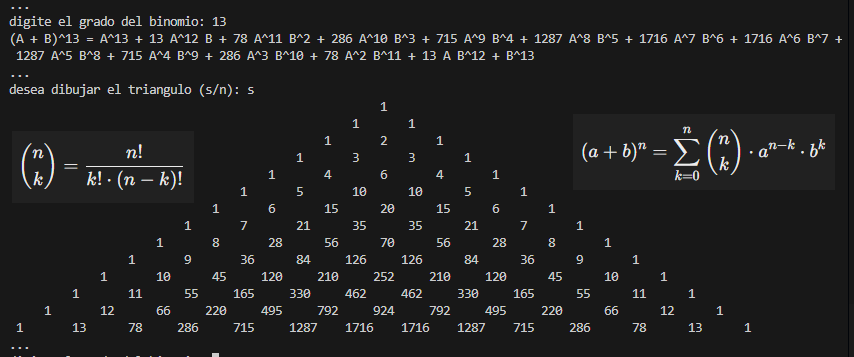 ...
digite el grado del binomio: 13
(A + B)^13 = A^13 + 13 A^12 B + 78 A^11 B^2 + 286 A^10 B^3 + 715 A^9 B^4 + 1287 A^8 B^5 + 1716 A^7 B^6 + 1716 A^6 B^7 +
1287 A^5 B^8 + 715 A^4 B^9 + 286 A^3 B^10 + 78 A^2 B^11 + 13 A B^12 + B^13
...
desea dibujar el triangulo (s/n): s
1
1 1
1 2 1
1 3 3 1
1 4 6 4 1
1 5 10 10 5 1
1 6 15 20 15 6 1
1 7 21 35 35 21 7 1
1 8 28 56 70 56 28 8 1
1 9 36 84 126 126 84 36 9 1
1 10 45 120 210 252 210 120 45 10 1
1 11 55 165 330 462 462 330 165 55 11 1
1 12 66 220 495 792 924 792 495 220 66 12 1
1 13 78 286 715 1287 1716 1716 1287 715 286 78 13 1
...
(n k) = n! / k! · (n − k)!
(a + b)^n = ∑_{k=0}^{n} (n k) · a^{n−k} · b^k